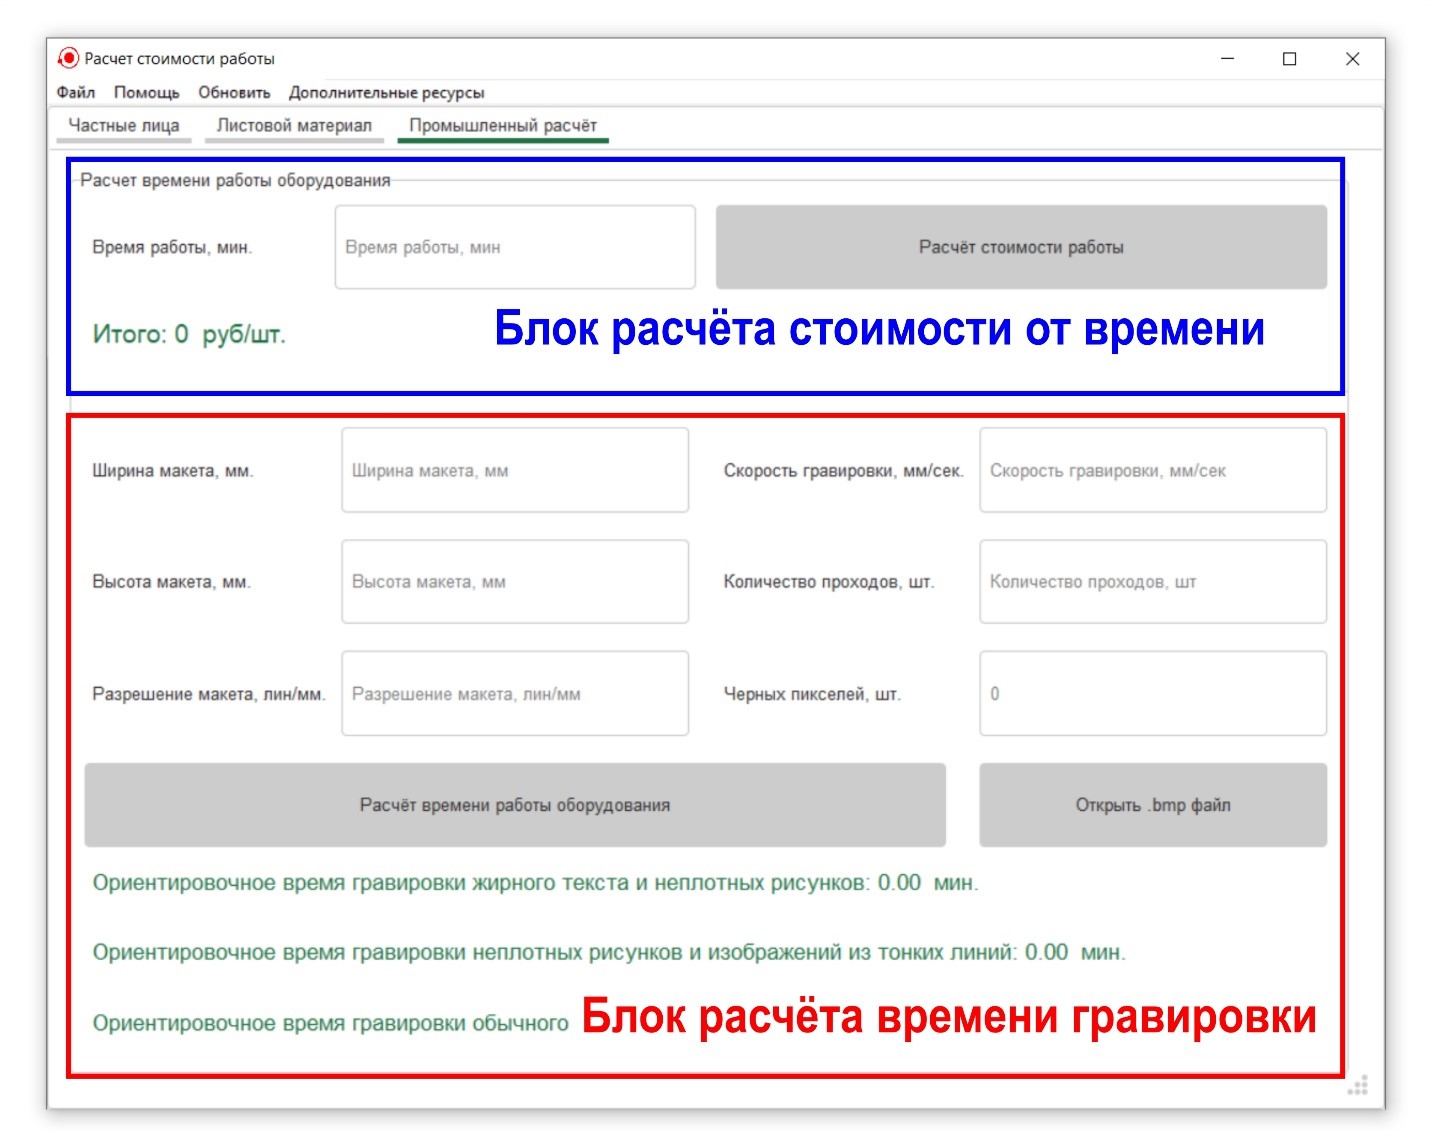 Расчет стоимости работы
Файл Помощь Обновить Дополнительные ресурсы
Частные лица Листовой материал Промышленный расчёт
Расчет времени работы оборудования
Время работы, мин. Время работы, мин Расчёт стоимости работы
Итого: 0 руб/шт. Блок расчёта стоимости от времени
Ширина макета, мм. Ширина макета, мм Скорость гравировки, мм/сек. Скорость гравировки, мм/сек
Высота макета, мм. Высота макета, мм Количество проходов, шт. Количество проходов, шт
Разрешение макета, лин/мм. Разрешение макета, лин/мм Черных пикселей, шт. 0
Расчёт времени работы оборудования Открыть .bmp файл
Ориентировочное время гравировки жирного текста и неплотных рисунков: 0.00 мин.
Ориентировочное время гравировки неплотных рисунков и изображений из тонких линий: 0.00 мин.
Ориентировочное время гравировки обычного Блок расчёта времени гравировки